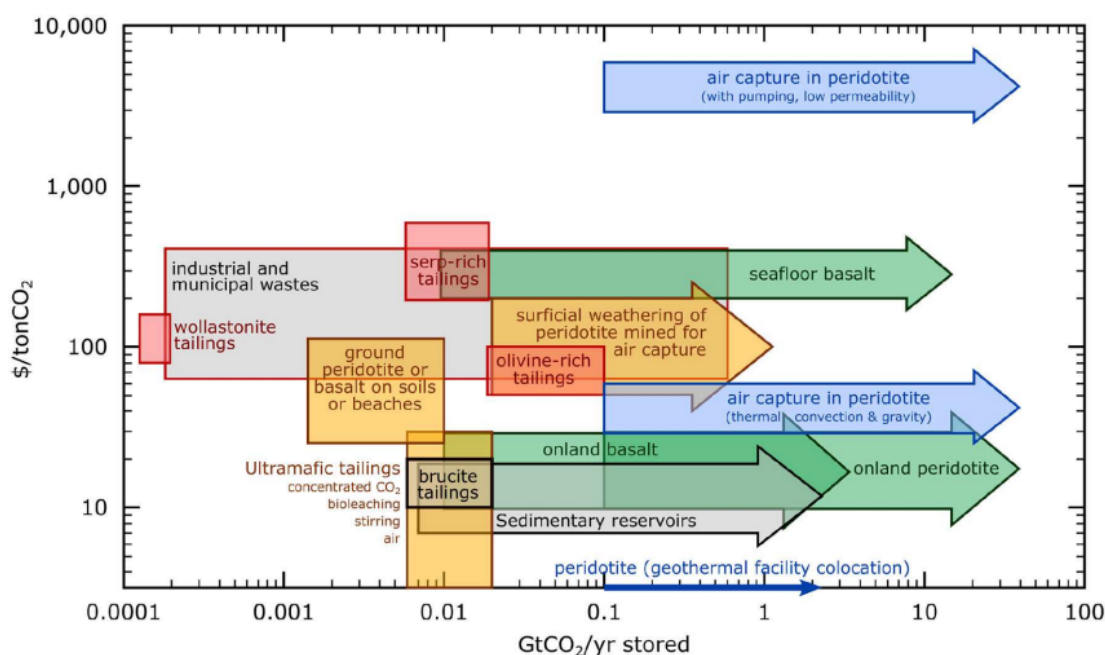 10,000
1,000
100
10
$/tonCO₂
air capture in peridotite
(with pumping, low permeability)
industrial and
municipal wastes
serp-rich
tailings
seafloor basalt
wollastonite
tailings
surficial weathering of
peridotite mined for
air capture
ground
peridotite or
basalt on soils
or beaches
olivine-rich
tailings
air capture in peridotite
(thermal convection & gravity)
onland basalt
onland peridotite
Ultramafic tailings
concentrated CO₂
bioleaching
stirring
air
brucite
tailings
Sedimentary reservoirs
peridotite (geothermal facility colocation)
0.0001
0.001
0.01
0.1
1
10
100
GtCO₂/yr stored